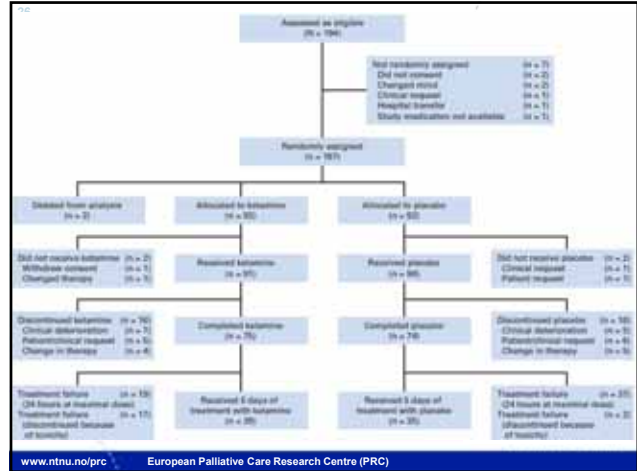 26
Assessed as eligible
(N = 194)
Not randomly assigned (n = 7)
Did not consent (n = 2)
Changed mind (n = 2)
Clinical request (n = 1)
Hospital transfer (n = 1)
Study medication not available (n = 1)
Randomly assigned
(n = 187)
Deleted from analysis
(n = 2)
Allocated to ketamine
(n = 93)
Allocated to placebo
(n = 92)
Did not receive ketamine (n = 2)
Withdrew consent (n = 1)
Changed therapy (n = 1)
Received ketamine
(n = 91)
Received placebo
(n = 90)
Did not receive placebo (n = 2)
Clinical request (n = 1)
Patient request (n = 1)
Discontinued ketamine (n = 16)
Clinical deterioration (n = 7)
Patient/clinical request (n = 5)
Change in therapy (n = 4)
Completed ketamine
(n = 75)
Completed placebo
(n = 74)
Discontinued placebo (n = 16)
Clinical deterioration (n = 5)
Patient/clinical request
Change in therapy
Treatment failure (n = 19)
(24 hours at maximal dose)
Treatment failure (n = 17)
(discontinued because
of toxicity)
Received 5 days of
treatment with ketamine
(n = 39)
Received 5 days of
treatment with placebo
(n = 35)
Treatment failure (n = 37)
(24 hours at maximal dose)
Treatment failure (n = 2)
(discontinued because
of toxicity)
www.ntnu.no/prc European Palliative Care Research Centre (PRC)